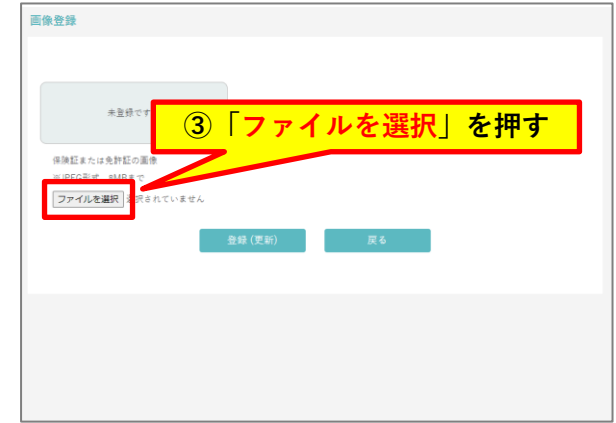 画像登録
未登録です
③「ファイルを選択」を押す
保険証または免許証の画像
※JPEG形式 8MBまで
ファイルを選択 選択されていません
登録(更新) 戻る